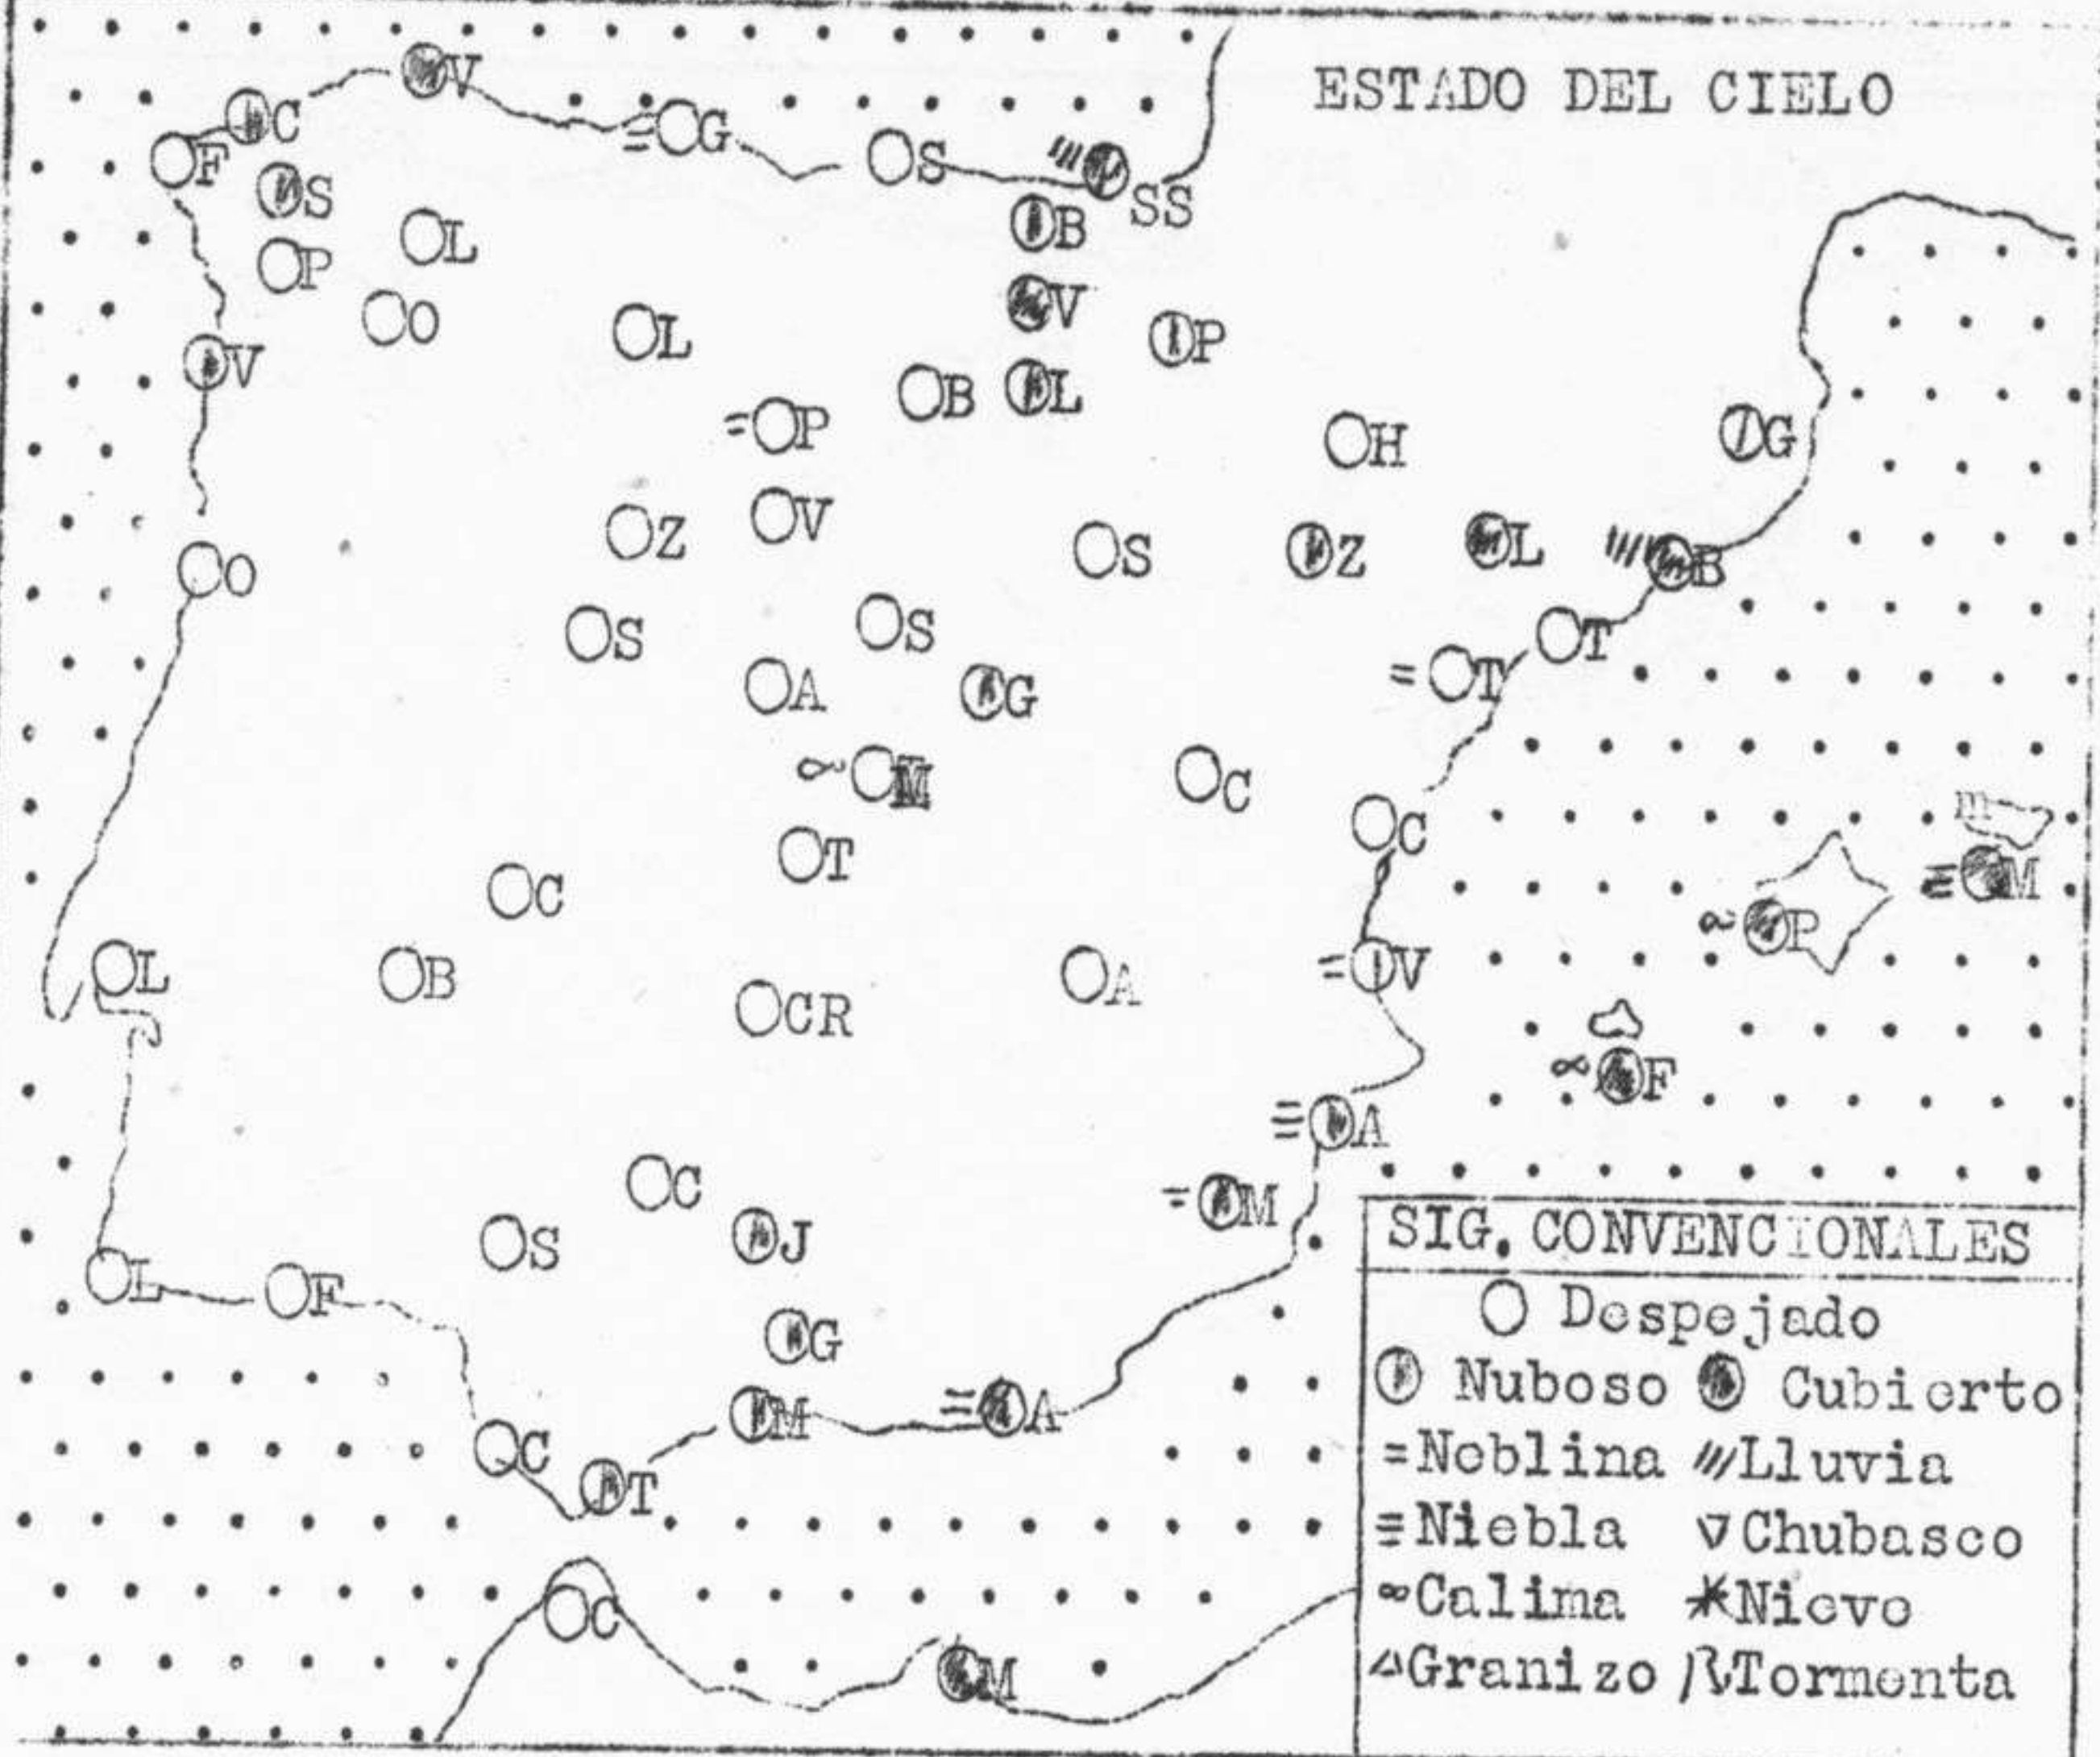 ESTADO DEL CIELO
V
C
G
F
S
SS
S
B
L
P
O
V
L
P
V
B
L
P
H
G
V
Z
S
Z
L
B
O
S
S
T
T
A
G
M
C
m
C
T
M
C
P
L
B
V
A
CR
F
A
C
M
S
J
L
F
G
M
A
C
T
C
M
SIG. CONVENCIONALES
Despejado
Nuboso Cubierto
Neblina Lluvia
Niebla Chubasco
Calima Nieve
Granizo Tormenta